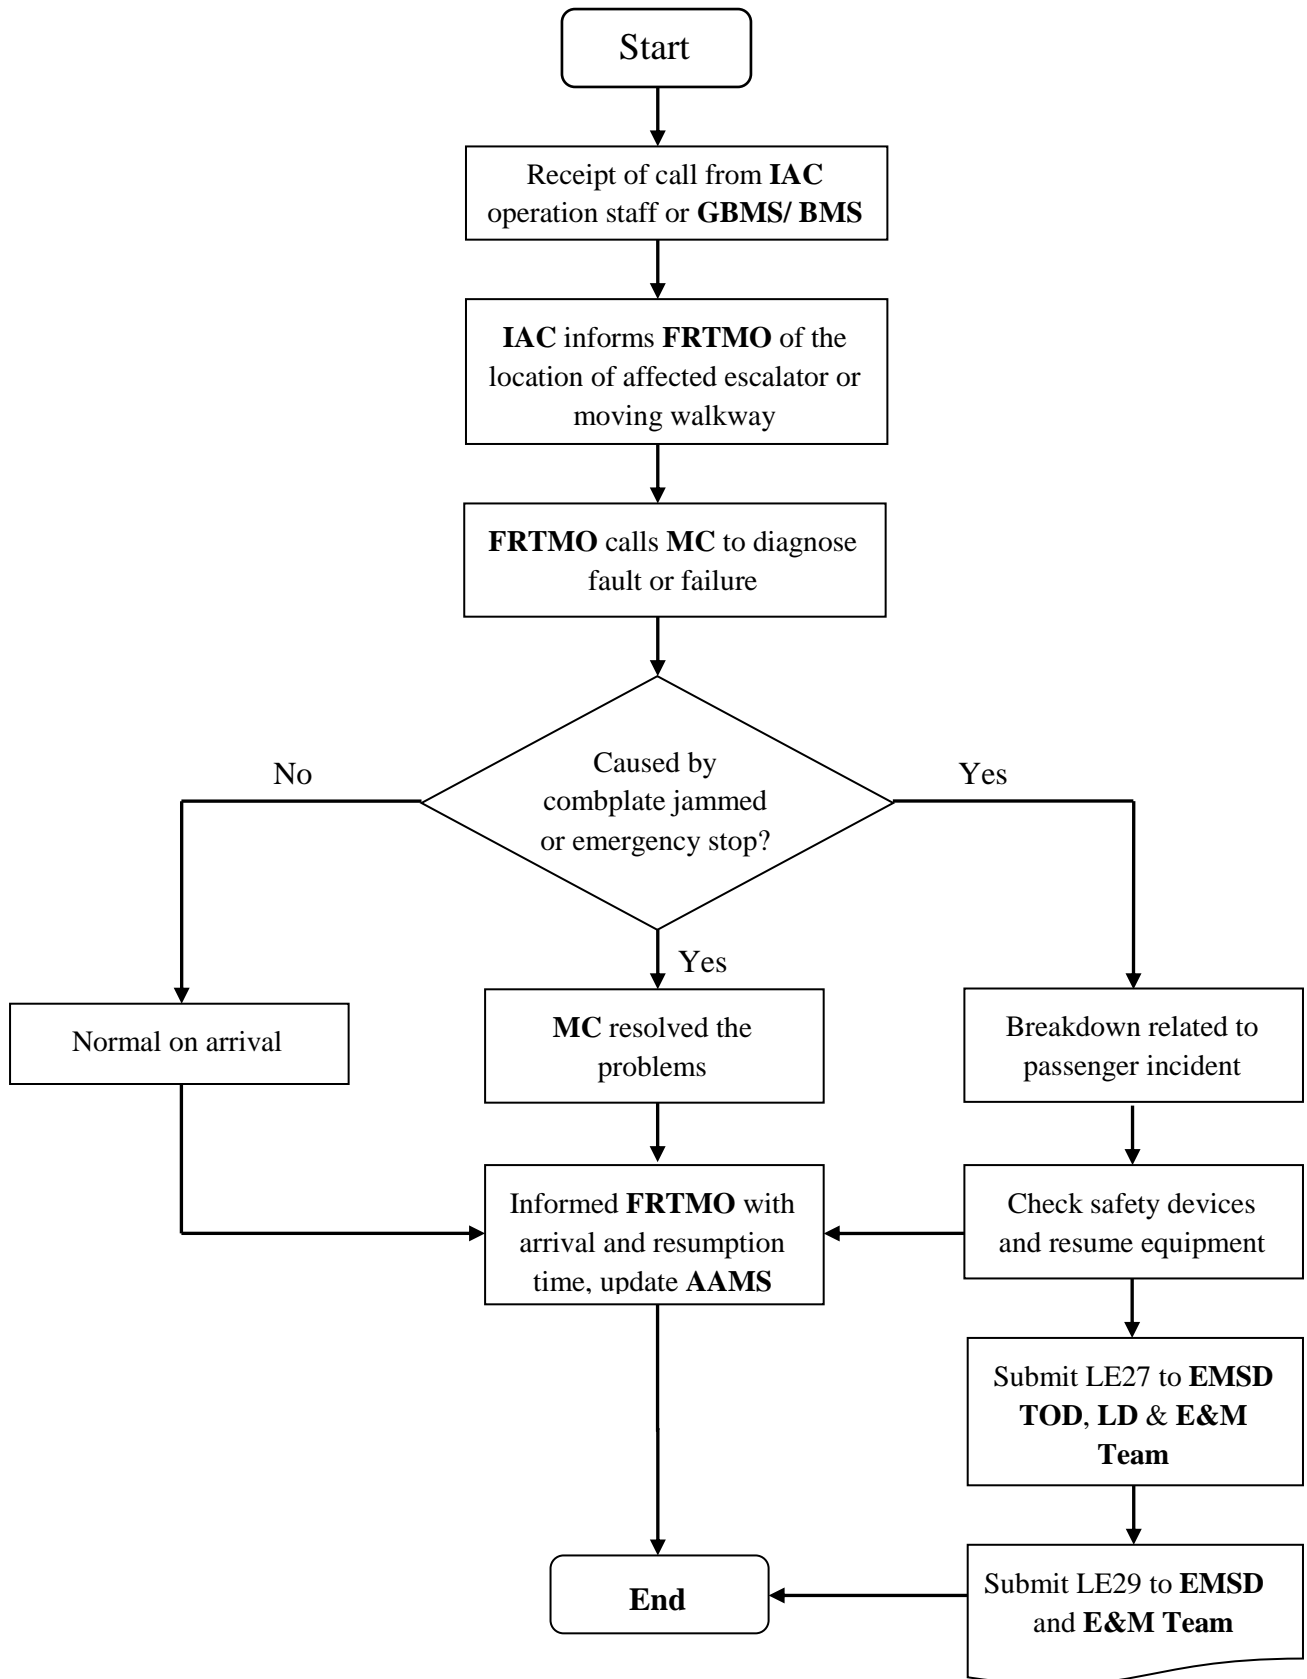 Start
Receipt of call from IAC
operation staff or GBMS/ BMS
IAC informs FRTMO of the
location of affected escalator or
moving walkway
FRTMO calls MC to diagnose
fault or failure
Caused by
combplate jammed
or emergency stop?
No
Yes
Yes
Normal on arrival
MC resolved the
problems
Breakdown related to
passenger incident
Informed FRTMO with
arrival and resumption
time, update AAMS
Check safety devices
and resume equipment
Submit LE27 to EMSD
TOD, LD & E&M
Team
Submit LE29 to EMSD
and E&M Team
End